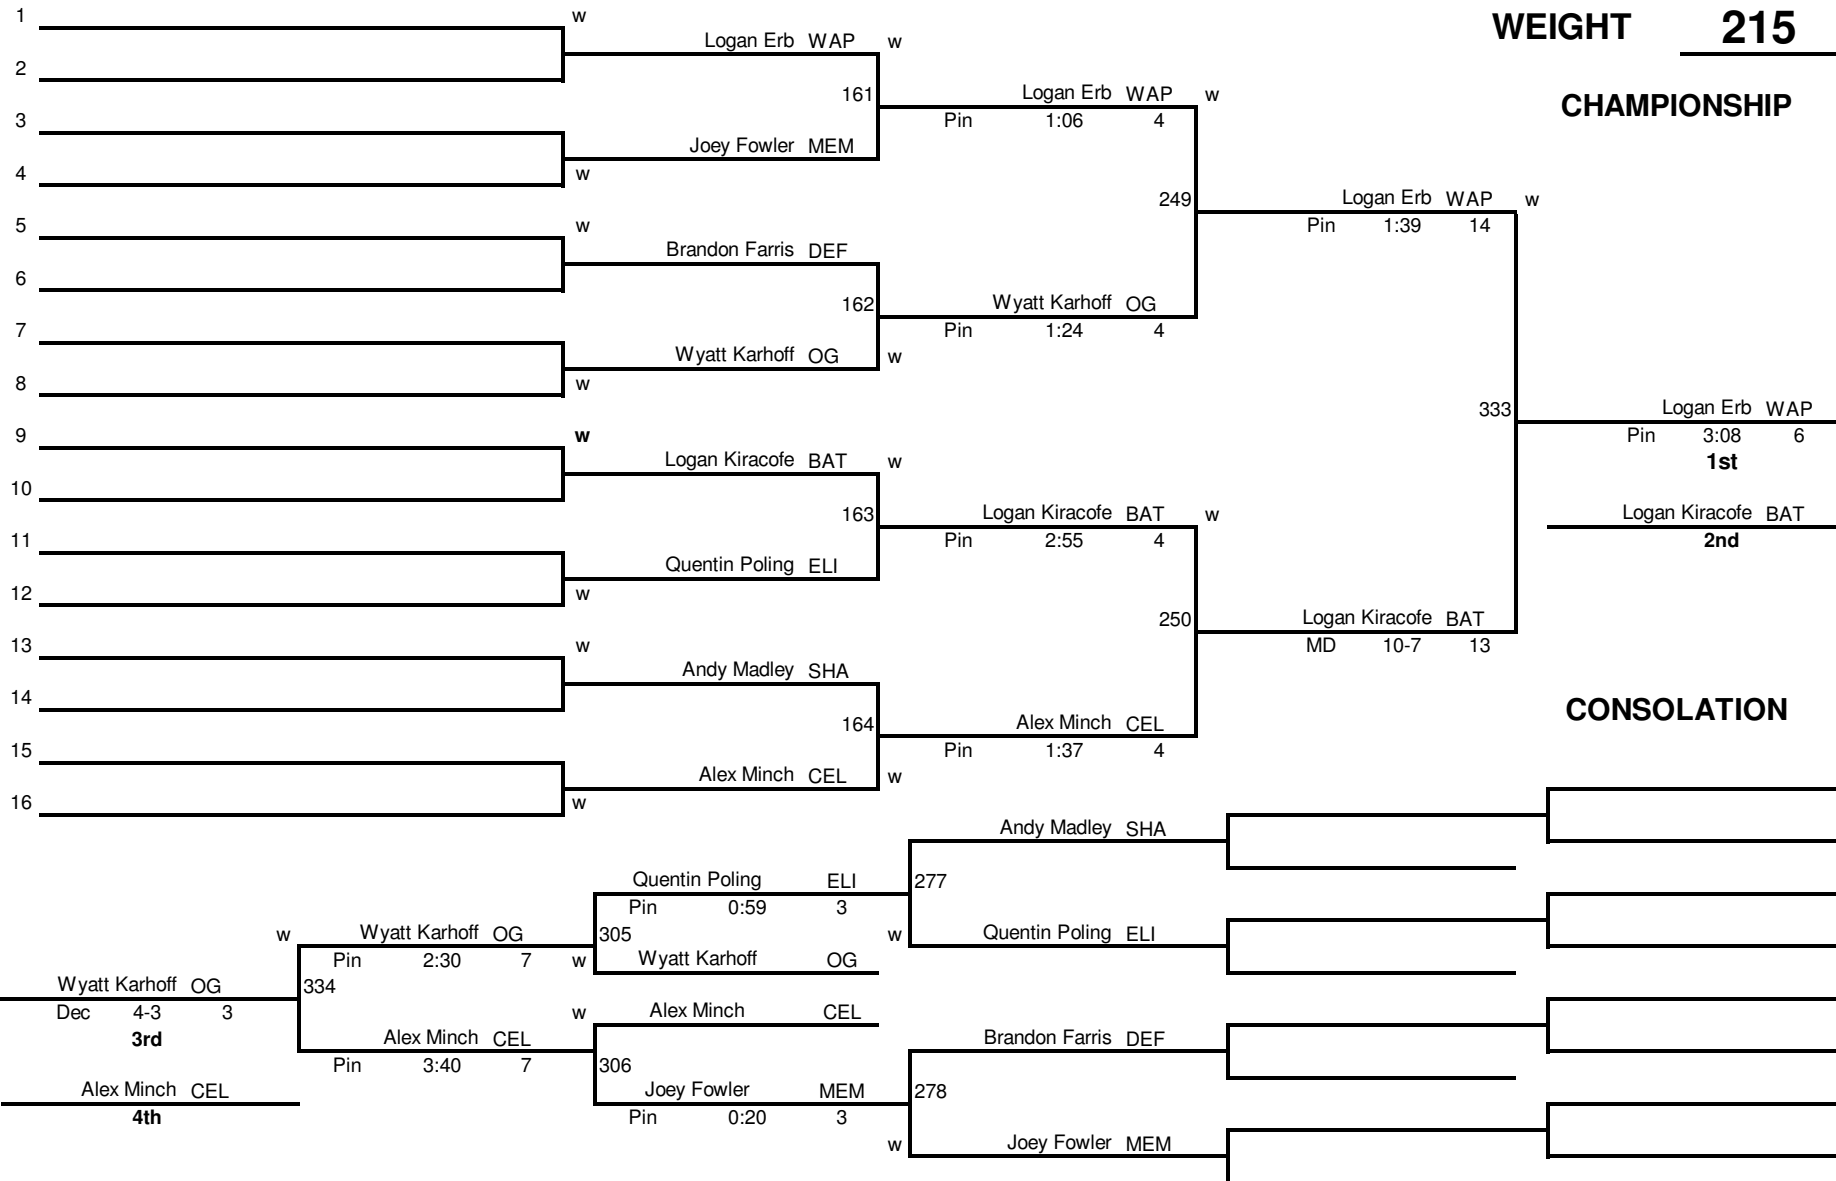 WEIGHT 215
1 w
Logan Erb WAP w
2
161 Logan Erb WAP w
CHAMPIONSHIP
3 Pin 1:06 4
Joey Fowler MEM
4 w
249 Logan Erb WAP w
5 w Pin 1:39 14
Brandon Farris DEF
6
162 Wyatt Karhoff OG
7 Pin 1:24 4
Wyatt Karhoff OG w
8 w
333 Logan Erb WAP
9 w Pin 3:08 6
Logan Kiracofe BAT w 1st
10
163 Logan Kiracofe BAT w Logan Kiracofe BAT
11 Pin 2:55 4 2nd
Quentin Poling ELI
12 w
250 Logan Kiracofe BAT
13 w MD 10-7 13
Andy Madley SHA
14
CONSOLATION
164 Alex Minch CEL
15 Pin 1:37 4
Alex Minch CEL w
16 w
Andy Madley SHA
Quentin Poling ELI 277
Pin 0:59 3
w Wyatt Karhoff OG 305 w Quentin Poling ELI
Pin 2:30 7 w Wyatt Karhoff OG
Wyatt Karhoff OG 334
Dec 4-3 3 w Alex Minch CEL
3rd Alex Minch CEL Brandon Farris DEF
Pin 3:40 7 306
Alex Minch CEL Joey Fowler MEM 278
4th Pin 0:20 3
w Joey Fowler MEM